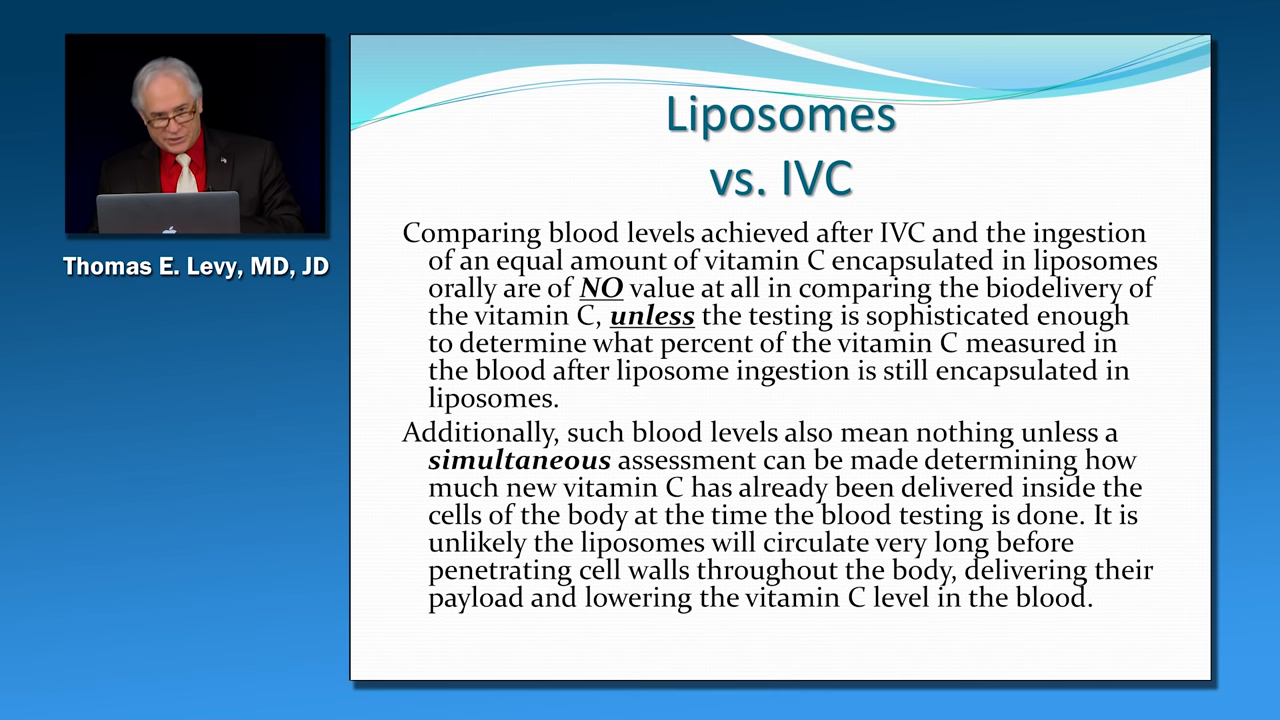 Thomas E. Levy, MD, JD
Liposomes
vs. IVC
Comparing blood levels achieved after IVC and the ingestion
of an equal amount of vitamin C encapsulated in liposomes
orally are of NO value at all in comparing the biodelivery of
the vitamin C, unless the testing is sophisticated enough
to determine what percent of the vitamin C measured in
the blood after liposome ingestion is still encapsulated in
liposomes.
Additionally, such blood levels also mean nothing unless a
simultaneous assessment can be made determining how
much new vitamin C has already been delivered inside the
cells of the body at the time the blood testing is done. It is
unlikely the liposomes will circulate very long before
penetrating cell walls throughout the body, delivering their
payload and lowering the vitamin C level in the blood.